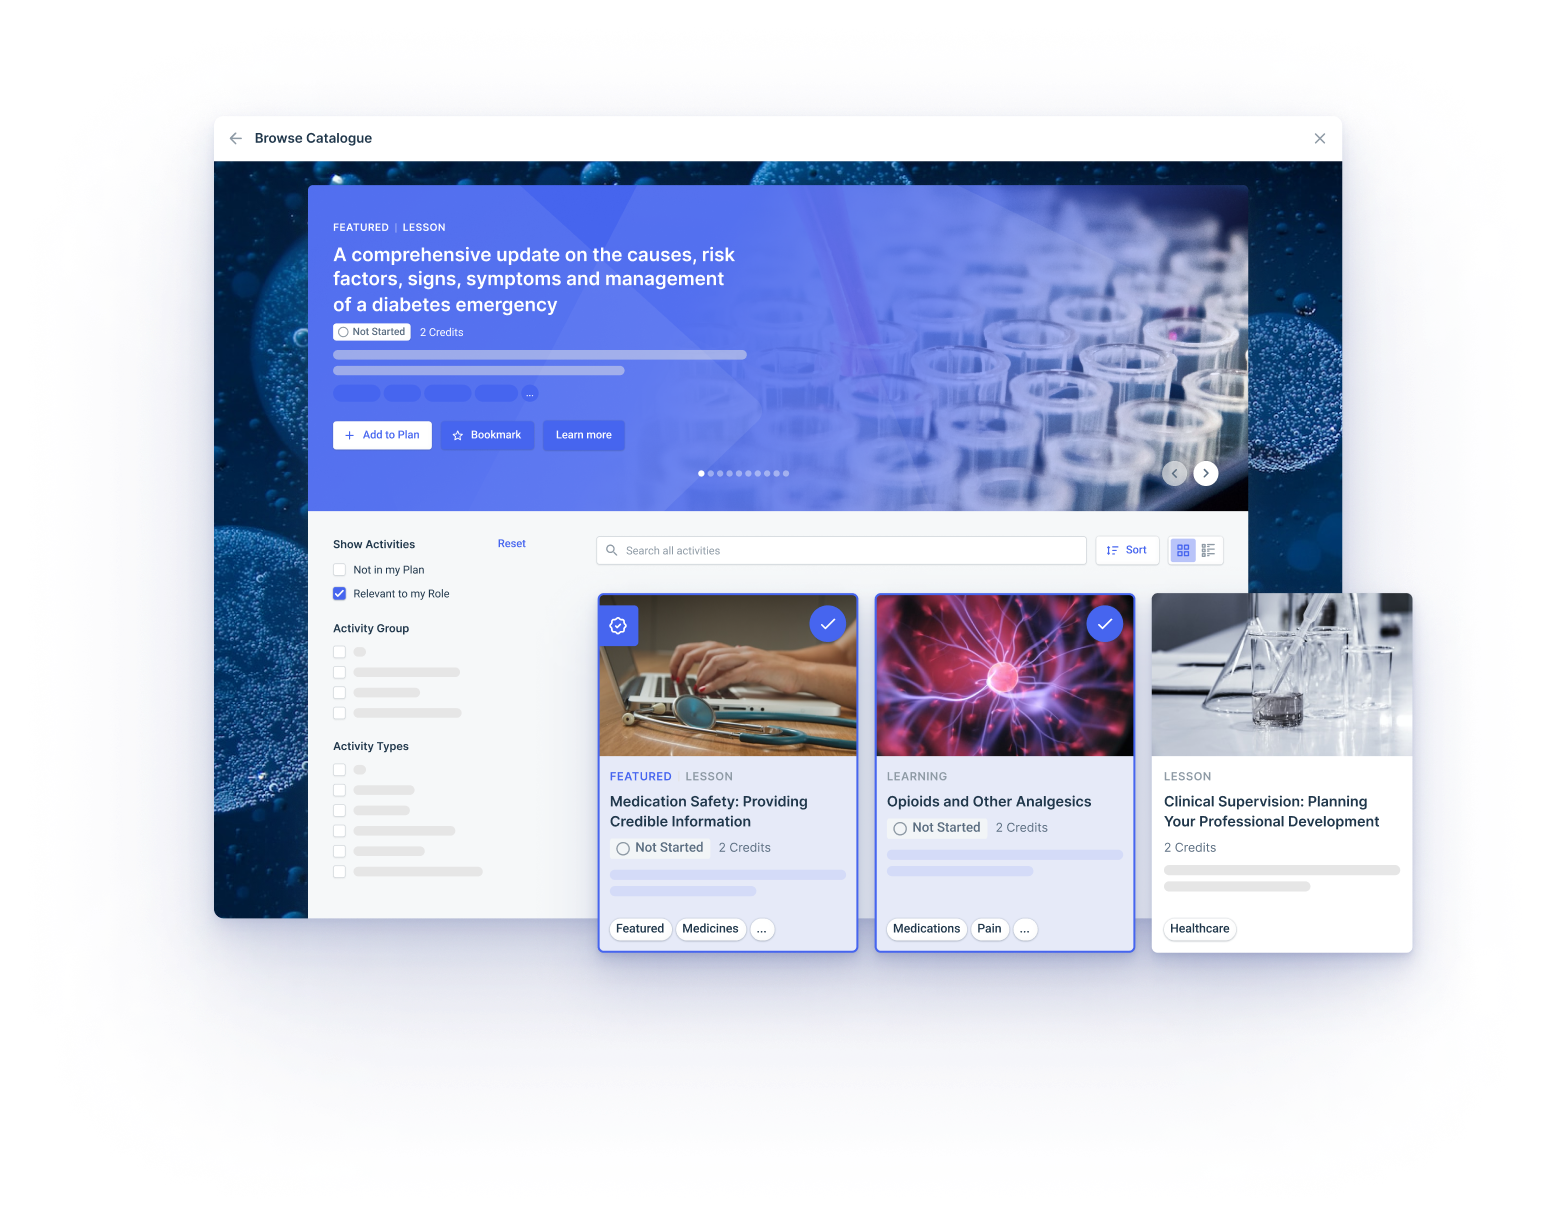 Browse Catalogue
FEATURED | LESSON
A comprehensive update on the causes, risk
factors, signs, symptoms and management
of a diabetes emergency
Not Started 2 Credits
...
Add to Plan Bookmark Learn more
Show Activities Reset
Not in my Plan
Relevant to my Role
Activity Group
Activity Types
Search all activities Sort
FEATURED LESSON
Medication Safety: Providing
Credible Information
Not Started 2 Credits
Featured Medicines ...
LEARNING
Opioids and Other Analgesics
Not Started 2 Credits
Medications Pain ...
LESSON
Clinical Supervision: Planning
Your Professional Development
2 Credits
Healthcare